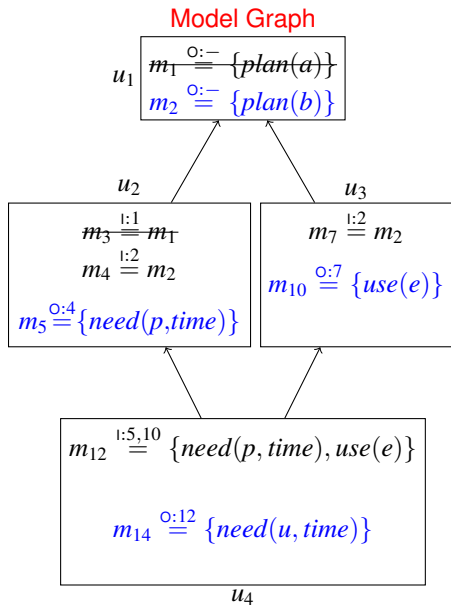 Model Graph
u₁
m₁ O:− = {plan(a)}
m₂ O:− = {plan(b)}
u₂
u₃
m₃ I:1 = m₁
m₄ I:2 = m₂
m₅ O:4 = {need(p,time)}
m₇ I:2 = m₂
m₁₀ O:7 = {use(e)}
m₁₂ I:5,10 = {need(p, time), use(e)}
m₁₄ O:12 = {need(u, time)}
u₄